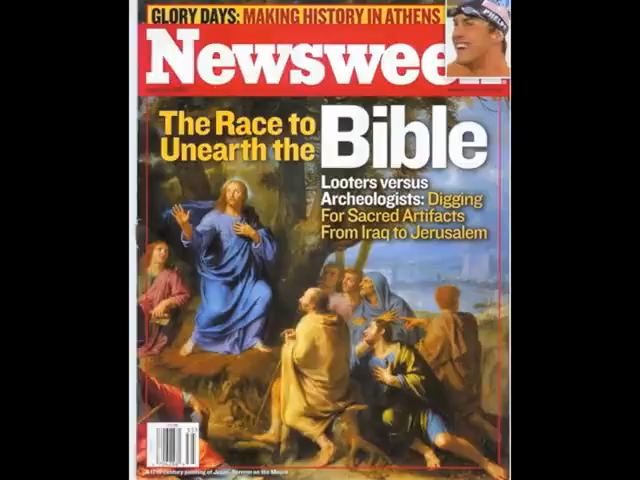 GLORY DAYS: MAKING HISTORY IN ATHENS
PHELPS
Newswee
The Race to
Unearth the
Bible
Looters versus
Archeologists: Digging
For Sacred Artifacts
From Iraq to Jerusalem